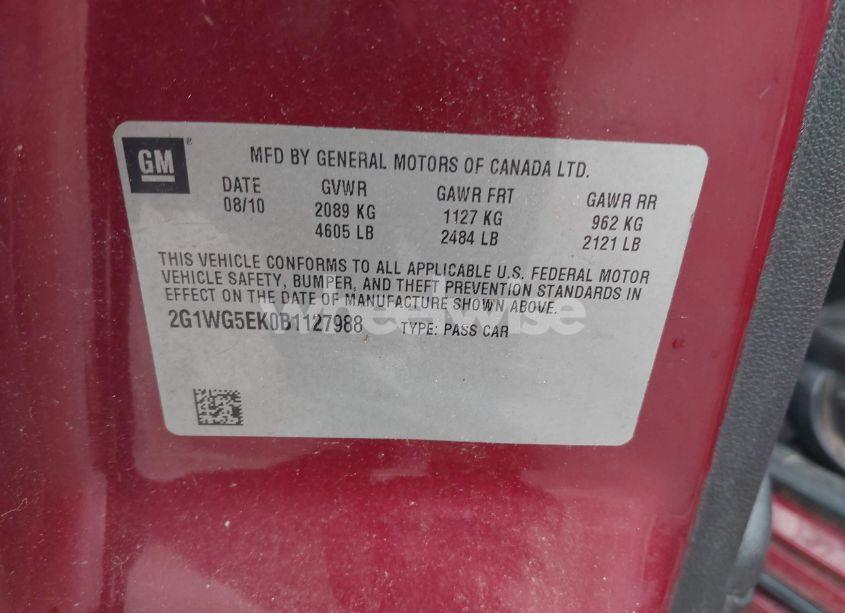 GM
MFD BY GENERAL MOTORS OF CANADA LTD.
DATE GVWR GAWR FRT GAWR RR
08/10 2089 KG 1127 KG 962 KG
4605 LB 2484 LB 2121 LB
THIS VEHICLE CONFORMS TO ALL APPLICABLE U.S. FEDERAL MOTOR
VEHICLE SAFETY, BUMPER, AND THEFT PREVENTION STANDARDS IN
EFFECT ON THE DATE OF MANUFACTURE SHOWN ABOVE.
2G1WG5EK0B1127988 TYPE: PASS CAR
wheelwise